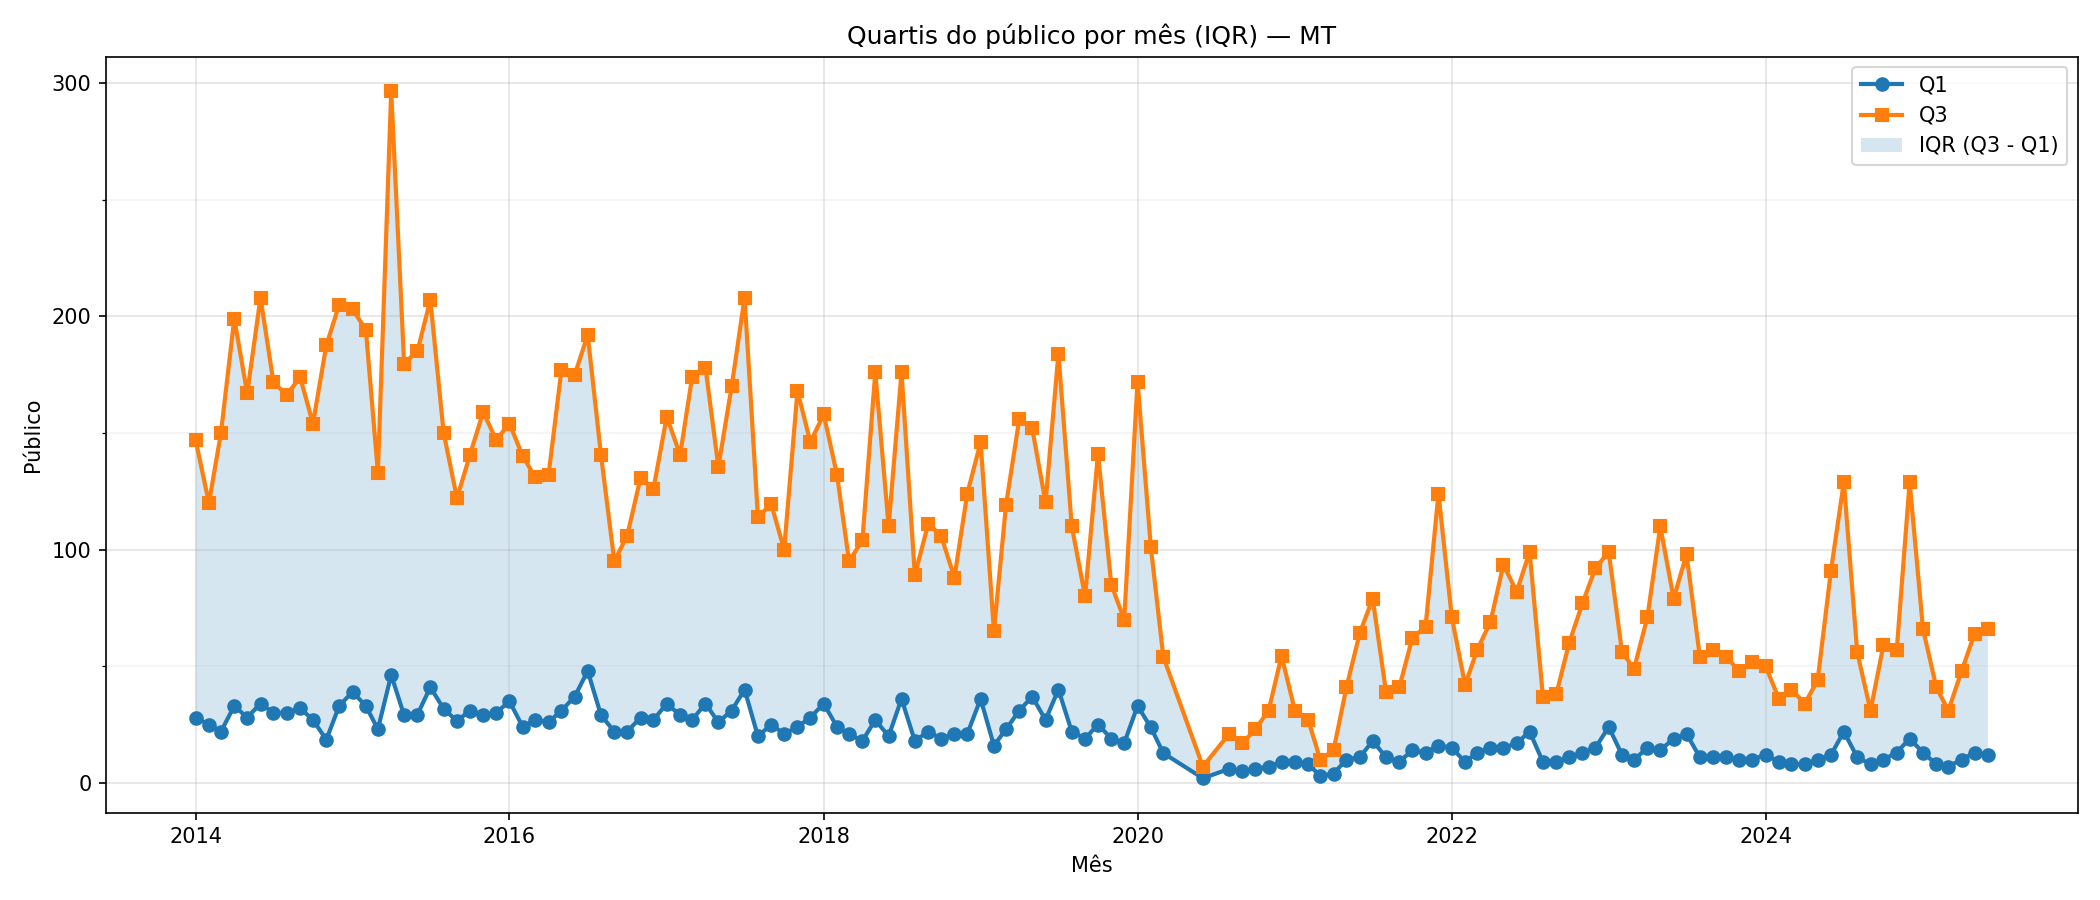 Quartis do público por mês (IQR) — MT
Q1
Q3
IQR (Q3 - Q1)
Público
300
200
100
0
2014
2016
2018
2020
2022
2024
Mês